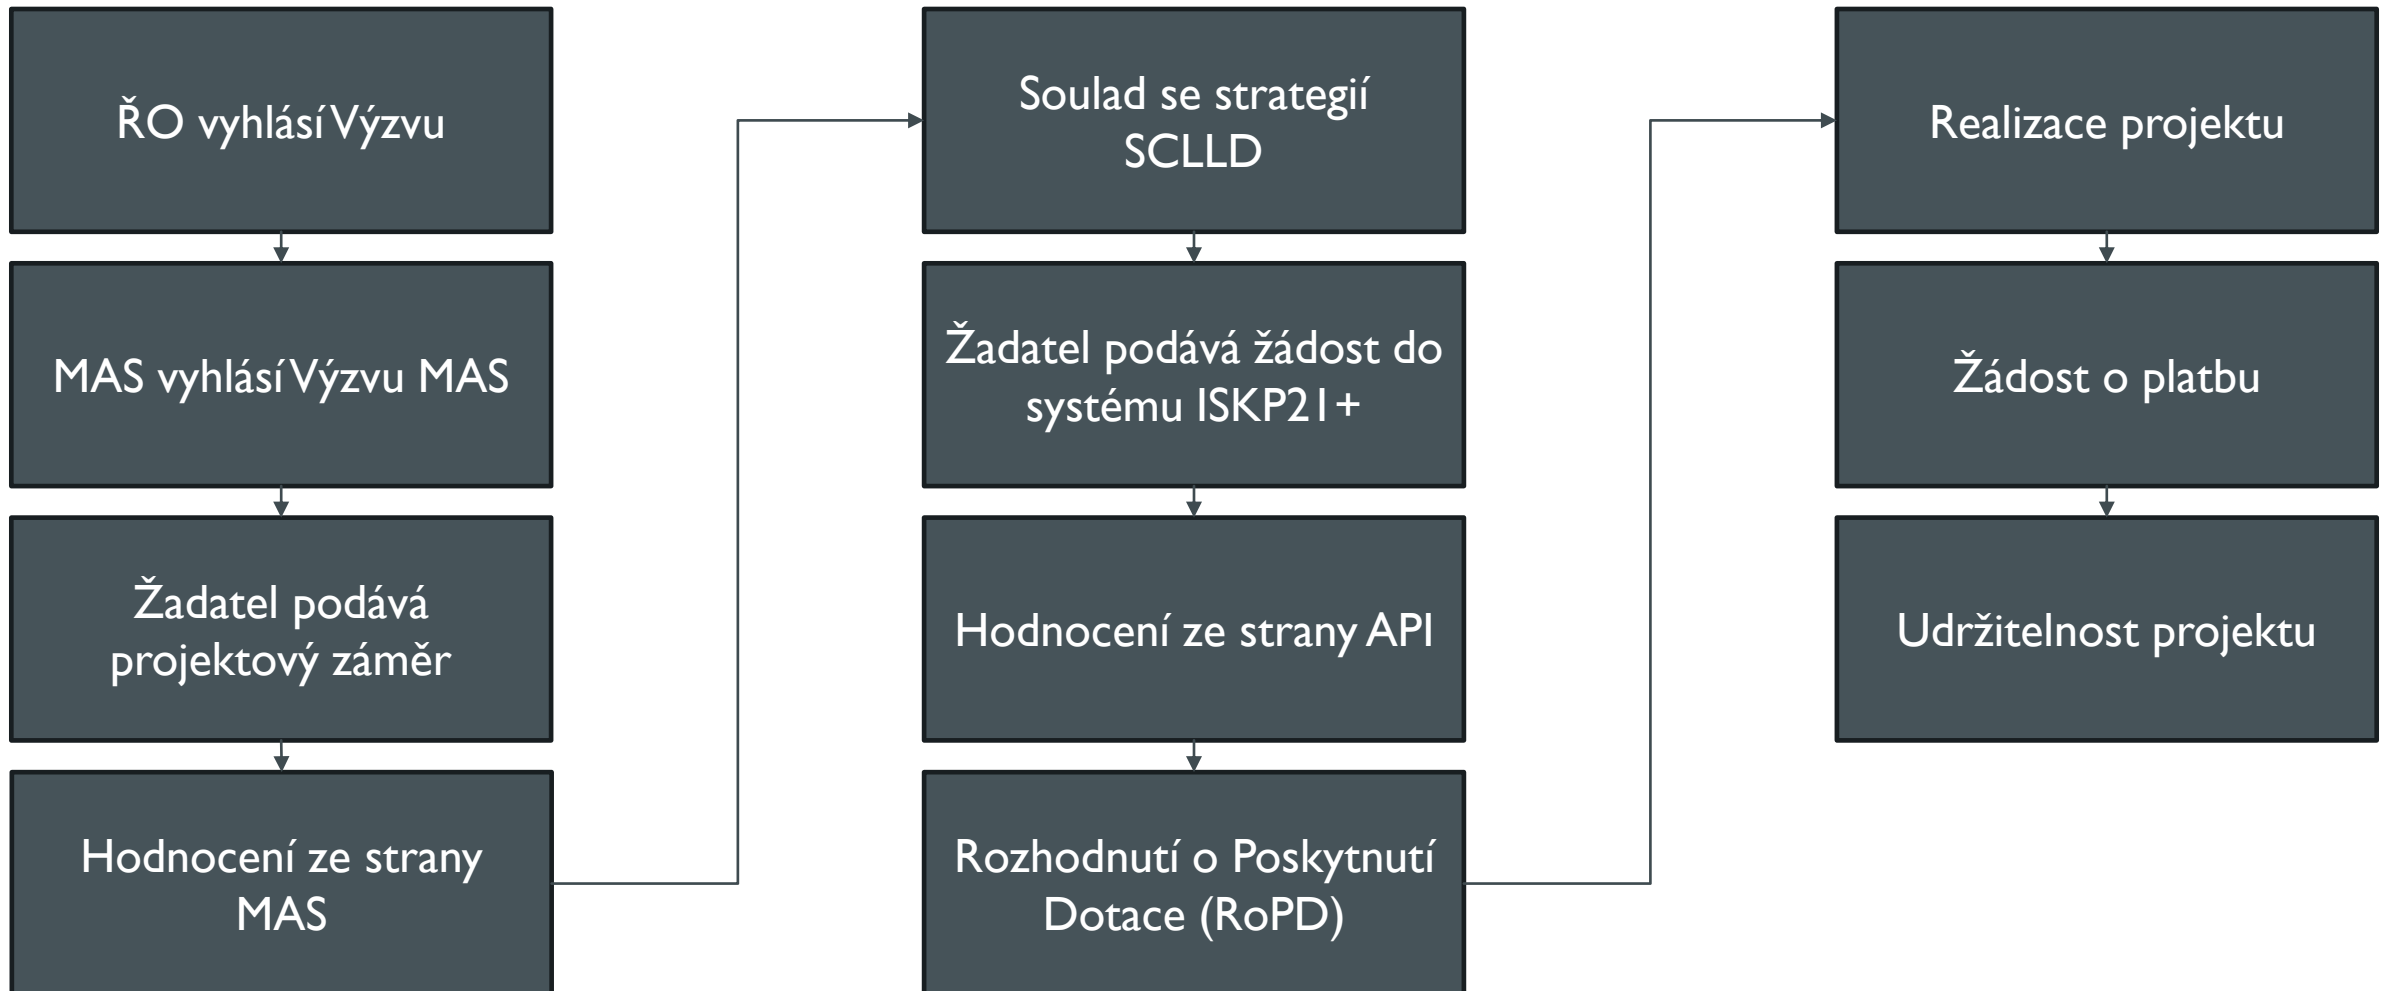 ŘO vyhlásí Výzvu
MAS vyhlásí Výzvu MAS
Žadatel podává
projektový záměr
Hodnocení ze strany
MAS
Soulad se strategií
SCLLD
Žadatel podává žádost do
systému ISKP21+
Hodnocení ze strany API
Rozhodnutí o Poskytnutí
Dotace (RoPD)
Realizace projektu
Žádost o platbu
Udržitelnost projektu